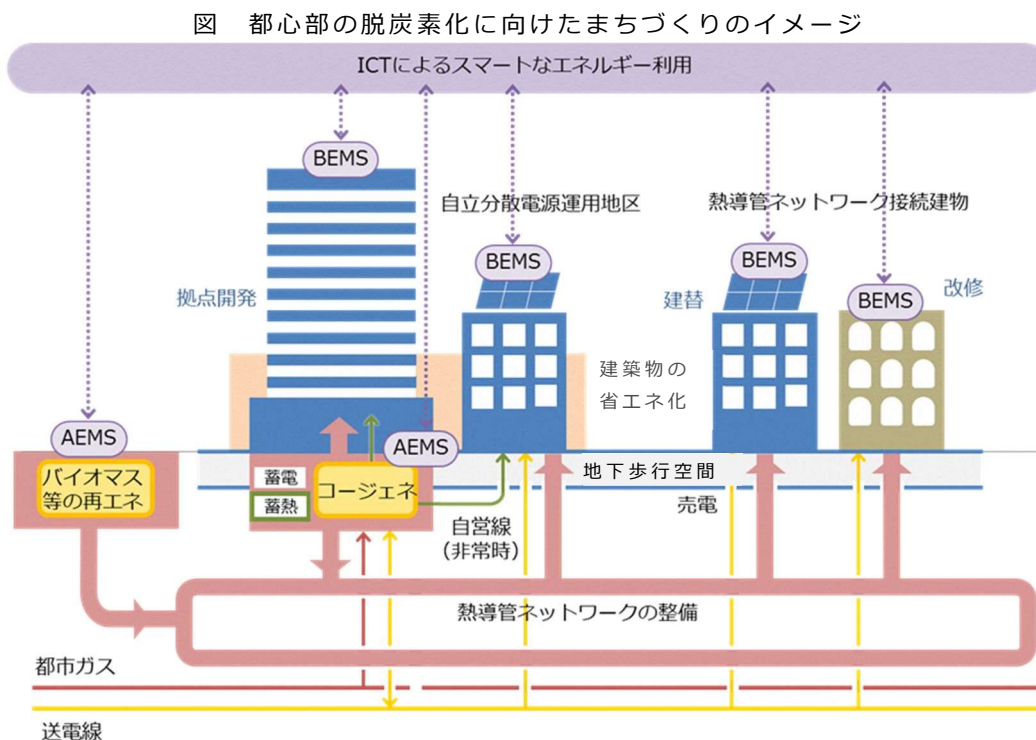 図 都心部の脱炭素化に向けたまちづくりのイメージ
ICTによるスマートなエネルギー利用
BEMS
自立分散電源運用地区
熱導管ネットワーク接続建物
BEMS
BEMS
拠点開発
建替
BEMS
改修
建築物の
省エネ化
AEMS
AEMS
バイオマス
等の再エネ
蓄電
コージェネ
蓄熱
地下歩行空間
売電
自営線
(非常時)
熱導管ネットワークの整備
都市ガス
送電線